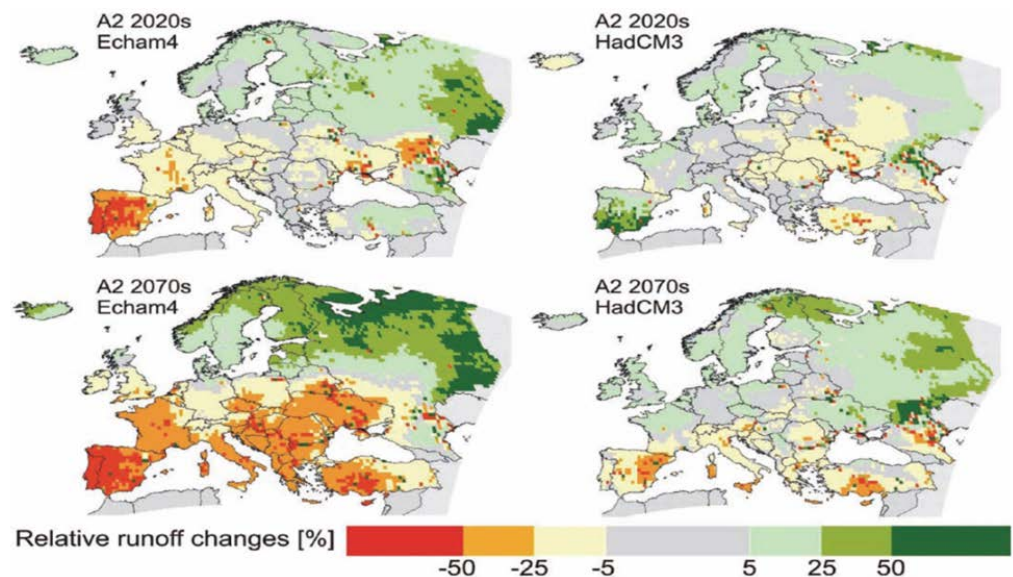 A2 2020s
Echam4
A2 2020s
HadCM3
A2 2070s
Echam4
A2 2070s
HadCM3
Relative runoff changes [%]
-50 -25 -5 5 25 50